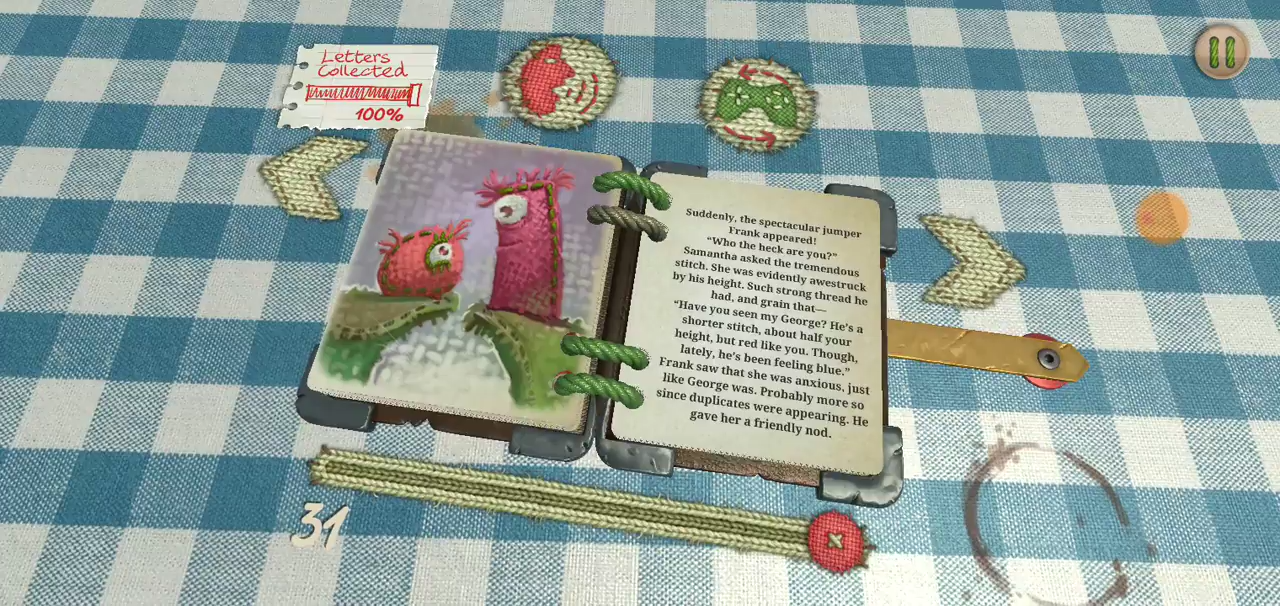 Letters
Collected
100%
Suddenly, the spectacular jumper
Frank appeared!
“Who the heck are you?”
Samantha asked the tremendous
stitch. She was evidently awestruck
by his height. Such strong thread he
had, and grain that—
“Have you seen my George? He’s a
shorter stitch, about half your
height, but red like you. Though,
lately, he’s been feeling blue.”
Frank saw that she was anxious, just
like George was. Probably more so
since duplicates were appearing. He
gave her a friendly nod.
31